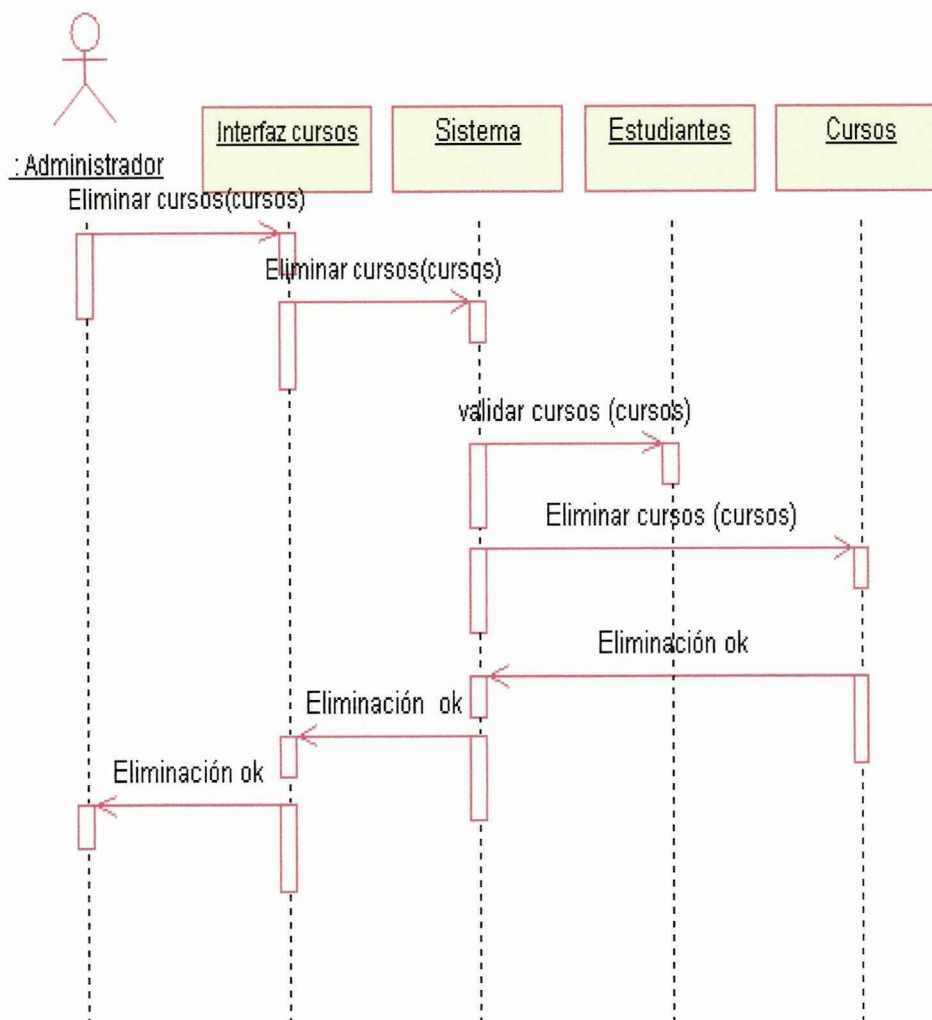 : Administrador
Interfaz cursos
Sistema
Estudiantes
Cursos
Eliminar cursos(cursos)
Eliminar cursos(cursos)
validar cursos (cursos)
Eliminar cursos (cursos)
Eliminación ok
Eliminación ok
Eliminación ok